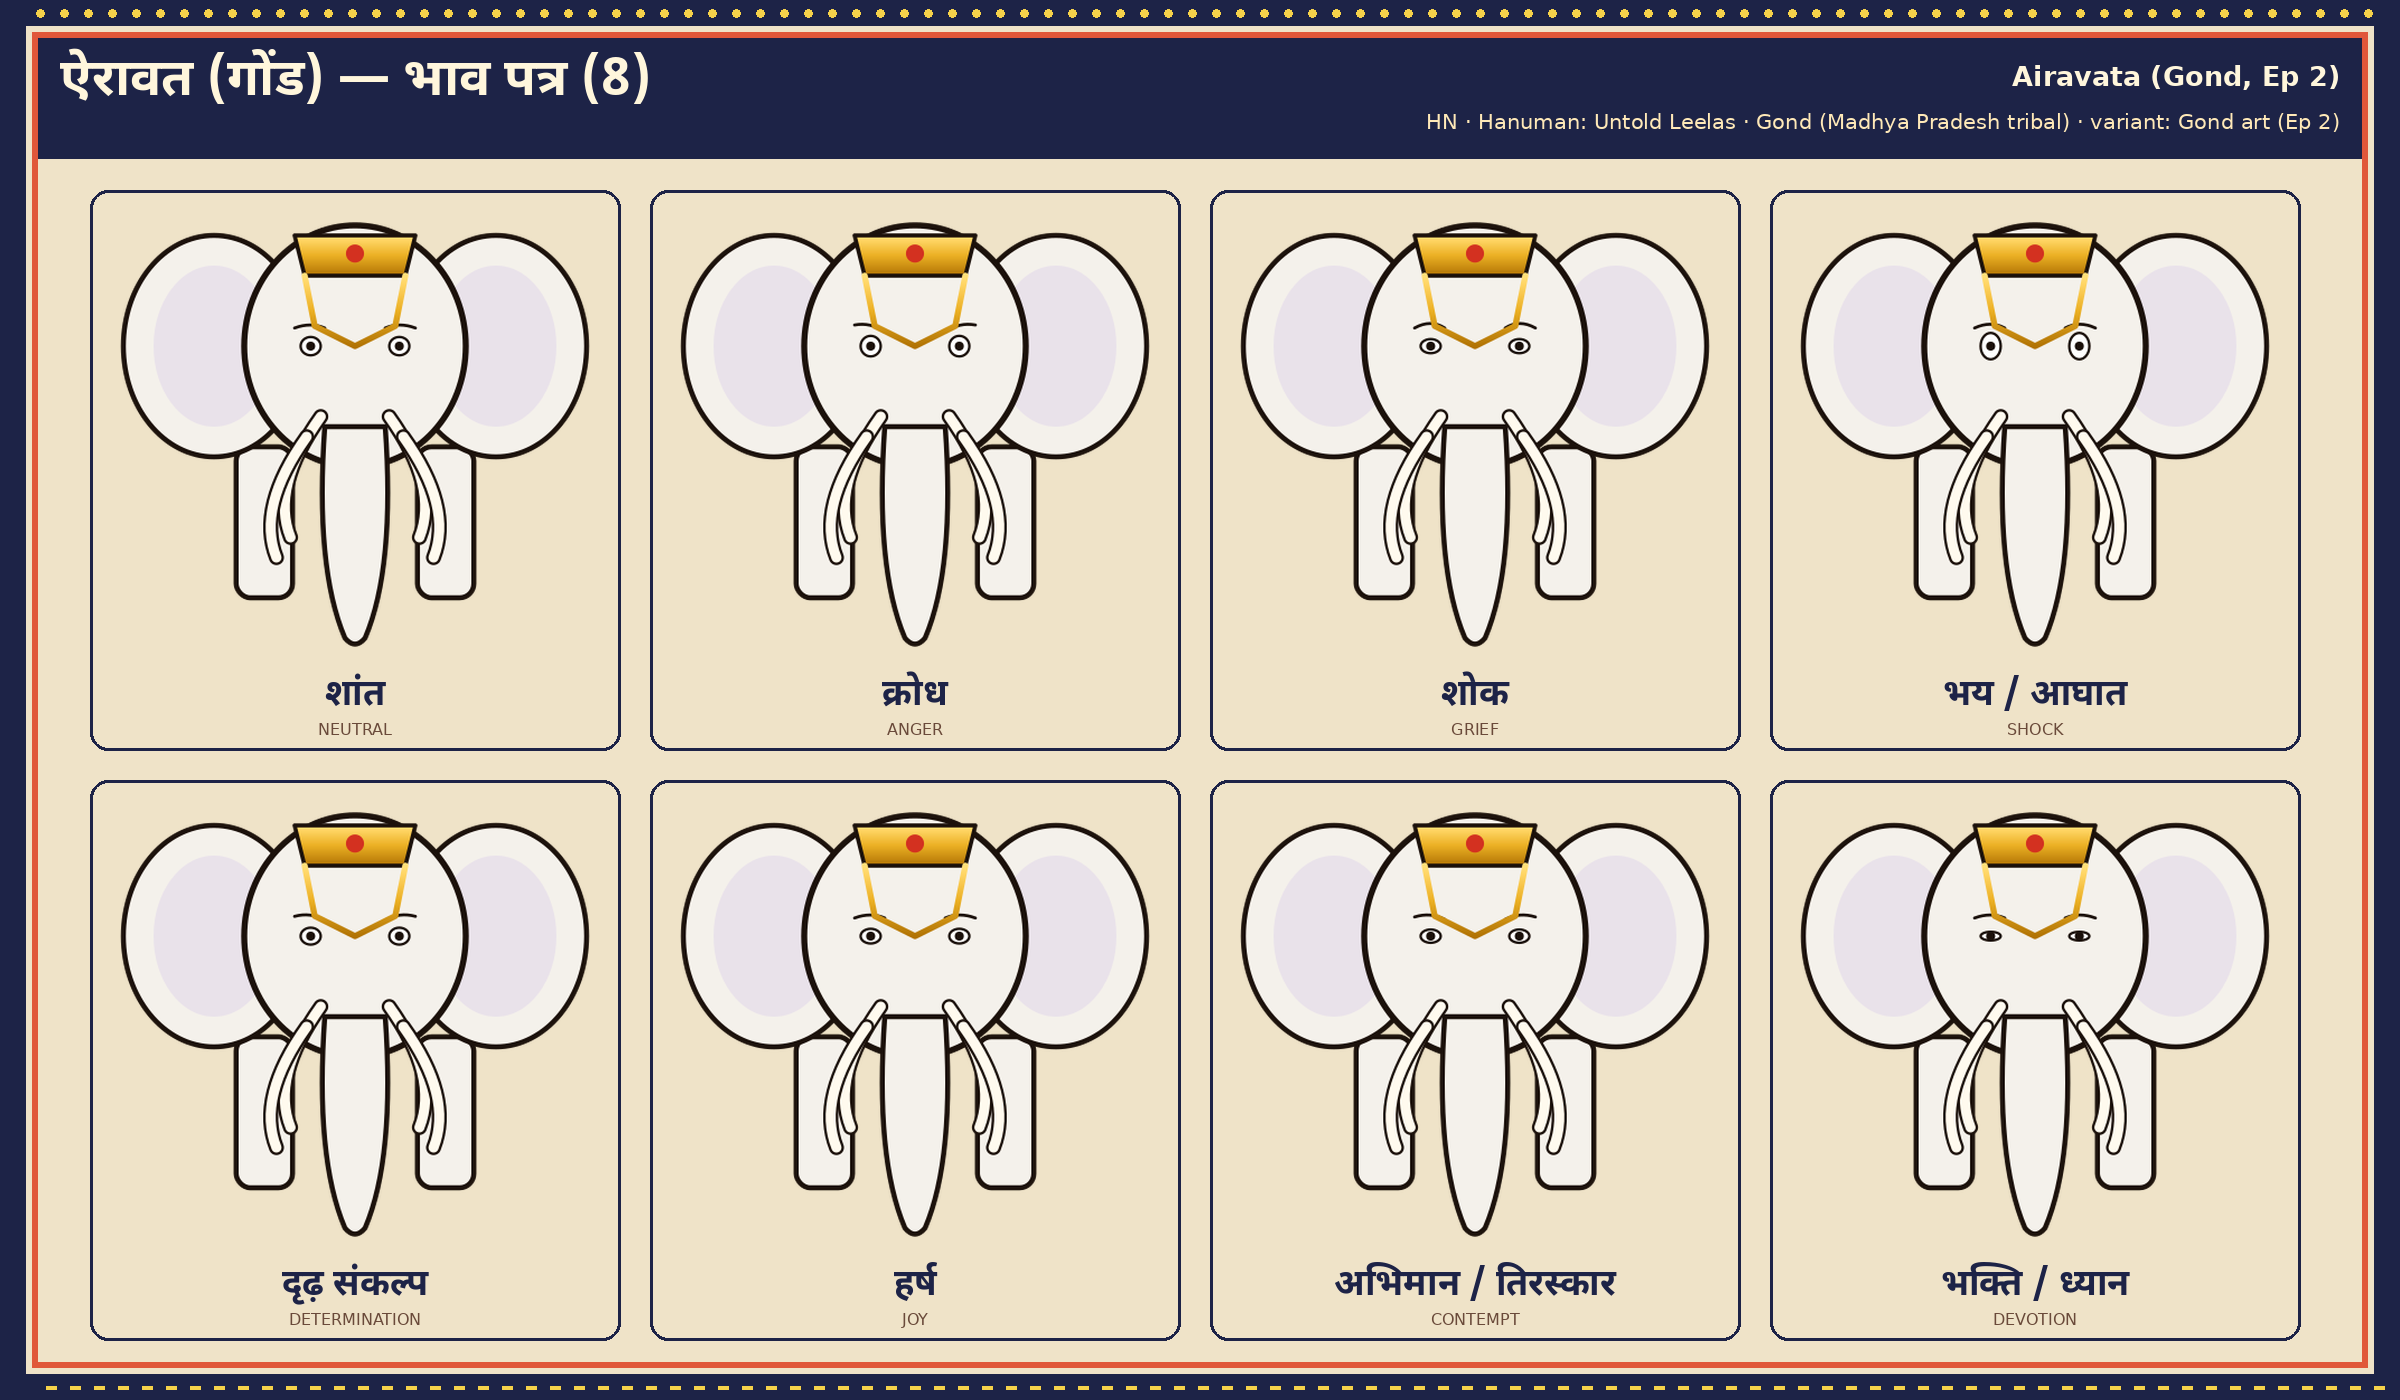 ऐरावत (गोंड) — भाव पत्र (8)
Airavata (Gond, Ep 2)
HN · Hanuman: Untold Leelas · Gond (Madhya Pradesh tribal) · variant: Gond art (Ep 2)
शांत
NEUTRAL
क्रोध
ANGER
शोक
GRIEF
भय / आघात
SHOCK
दृढ़ संकल्प
DETERMINATION
हर्ष
JOY
अभिमान / तिरस्कार
CONTEMPT
भक्ति / ध्यान
DEVOTION